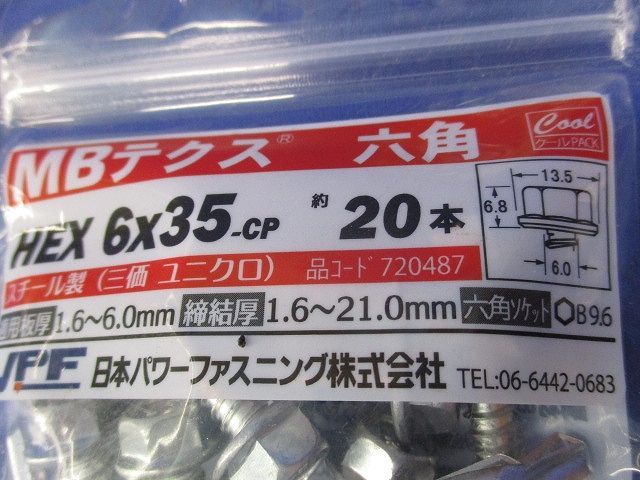 MBテクス® 六角
Cool
クールPACK
HEX 6x35-CP 約20本
13.5
6.8
6.0
スチール製（三価 ユニクロ） 品コード 720487
適用板厚 1.6～6.0mm 締結厚 1.6～21.0mm 六角ソケット B9.6
JPF 日本パワーファスニング株式会社 TEL:06-6442-0683